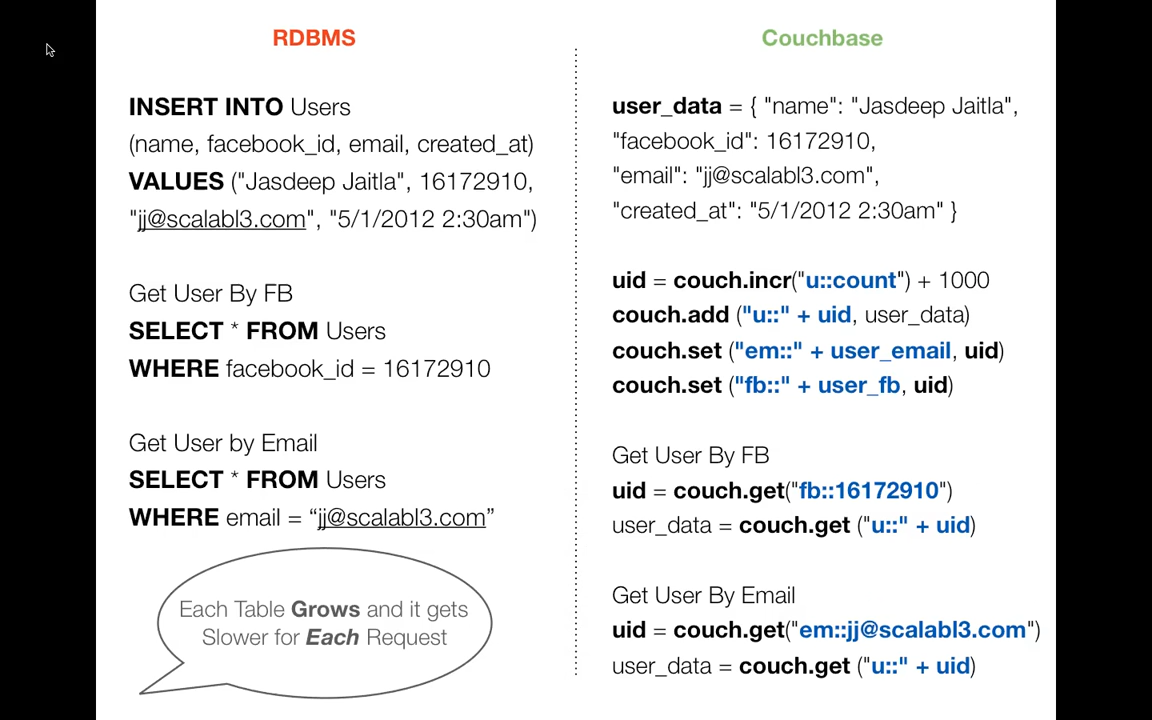 RDBMS
INSERT INTO Users
(name, facebook_id, email, created_at)
VALUES ("Jasdeep Jaitla", 16172910,
"jj@scalabl3.com", "5/1/2012 2:30am")
Get User By FB
SELECT * FROM Users
WHERE facebook_id = 16172910
Get User by Email
SELECT * FROM Users
WHERE email = “jj@scalabl3.com”
Each Table Grows and it gets
Slower for Each Request
Couchbase
user_data = { "name": "Jasdeep Jaitla",
"facebook_id": 16172910,
"email": "jj@scalabl3.com",
"created_at": "5/1/2012 2:30am" }
uid = couch.incr("u::count") + 1000
couch.add ("u::" + uid, user_data)
couch.set ("em::" + user_email, uid)
couch.set ("fb::" + user_fb, uid)
Get User By FB
uid = couch.get("fb::16172910")
user_data = couch.get ("u::" + uid)
Get User By Email
uid = couch.get("em::jj@scalabl3.com")
user_data = couch.get ("u::" + uid)